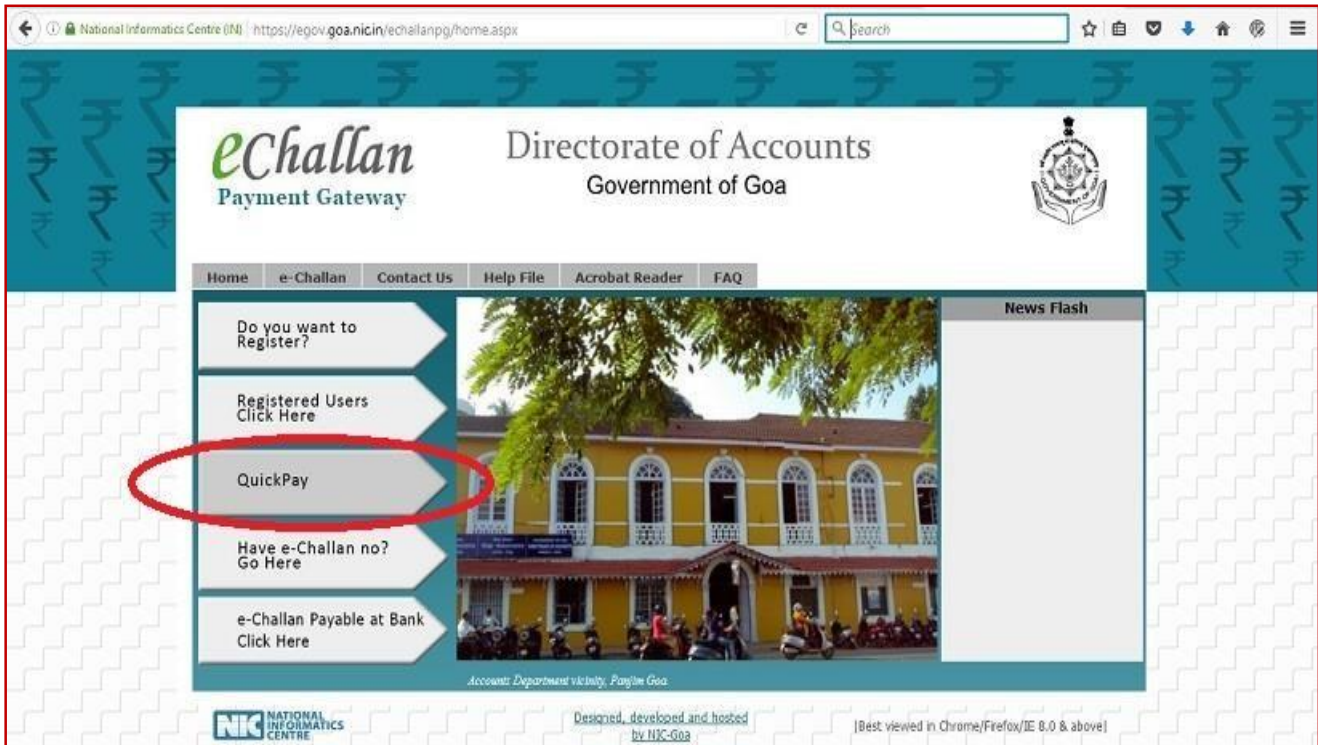 National Informatics Centre (IN) https://egov.goa.nic.in/echallanpg/home.aspx
Search
eChallan
Payment Gateway
Directorate of Accounts
Government of Goa
Home e-Challan Contact Us Help File Acrobat Reader FAQ
Do you want to
Register?
Registered Users
Click Here
QuickPay
Have e-Challan no?
Go Here
e-Challan Payable at Bank
Click Here
News Flash
Accounts Department vicinity, Panjim Goa
NIC NATIONAL
INFORMATICS
CENTRE
Designed, developed and hosted
by NIC-Goa
|Best viewed in Chrome/Firefox/IE 8.0 & above|